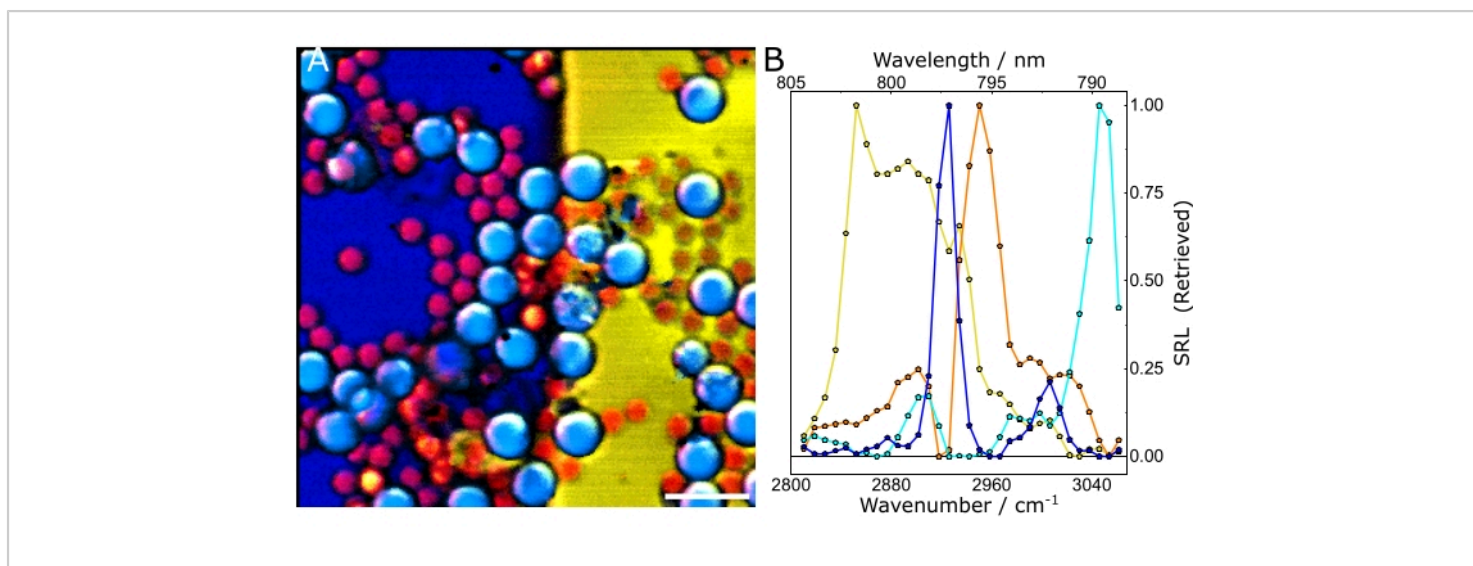 A
B
Wavelength / nm
805 800 795 790
1.00
0.75
0.50
0.25
0.00
SRL (Retrieved)
2800 2880 2960 3040
Wavenumber / cm⁻¹